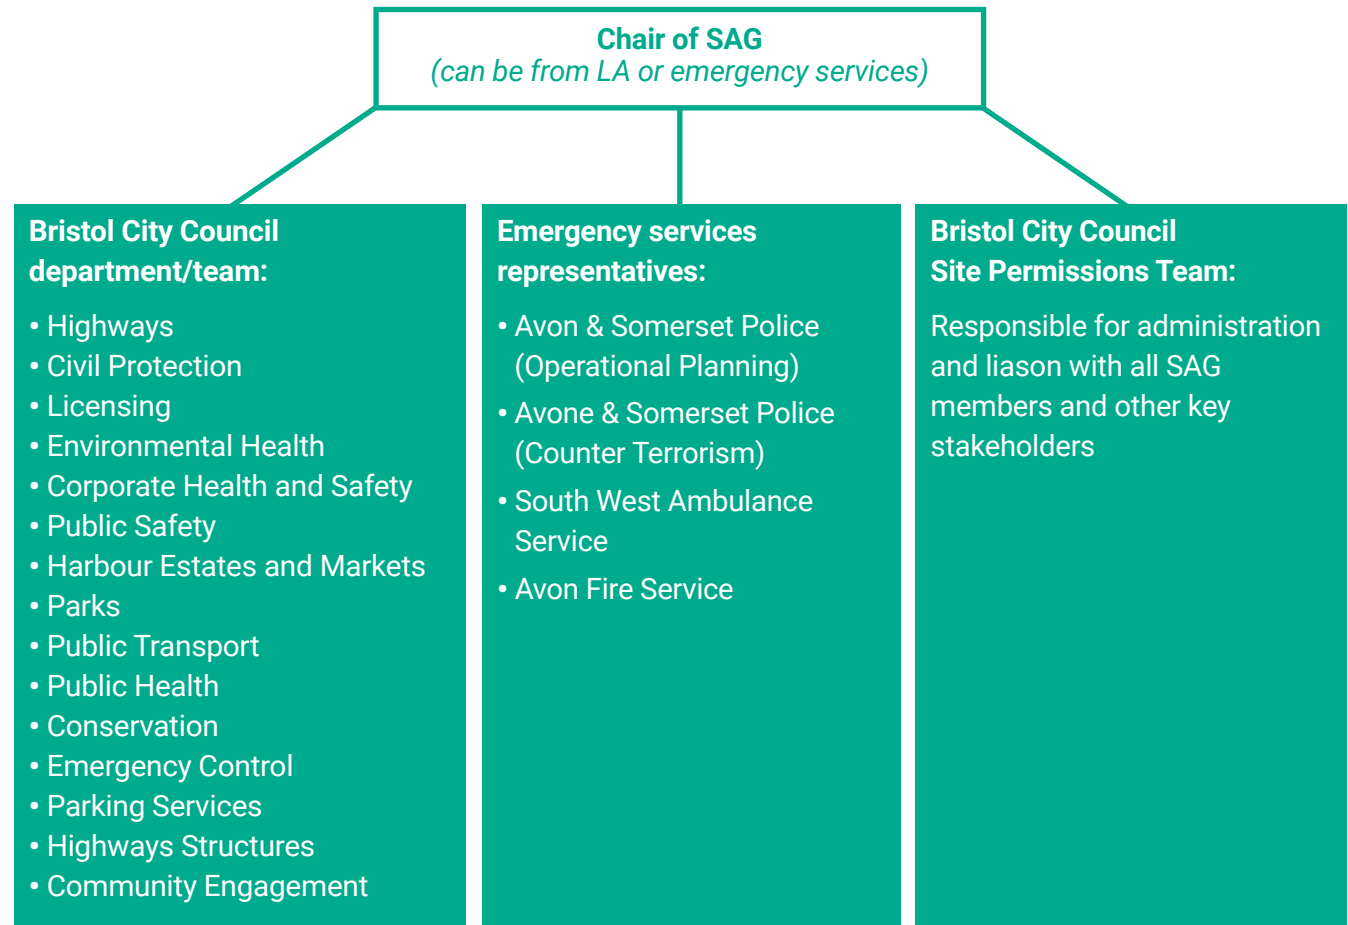 Chair of SAG
(can be from LA or emergency services)
Bristol City Council
department/team:
• Highways
• Civil Protection
• Licensing
• Environmental Health
• Corporate Health and Safety
• Public Safety
• Harbour Estates and Markets
• Parks
• Public Transport
• Public Health
• Conservation
• Emergency Control
• Parking Services
• Highways Structures
• Community Engagement
Emergency services
representatives:
• Avon & Somerset Police
(Operational Planning)
• Avone & Somerset Police
(Counter Terrorism)
• South West Ambulance
Service
• Avon Fire Service
Bristol City Council
Site Permissions Team:
Responsible for administration
and liason with all SAG
members and other key
stakeholders